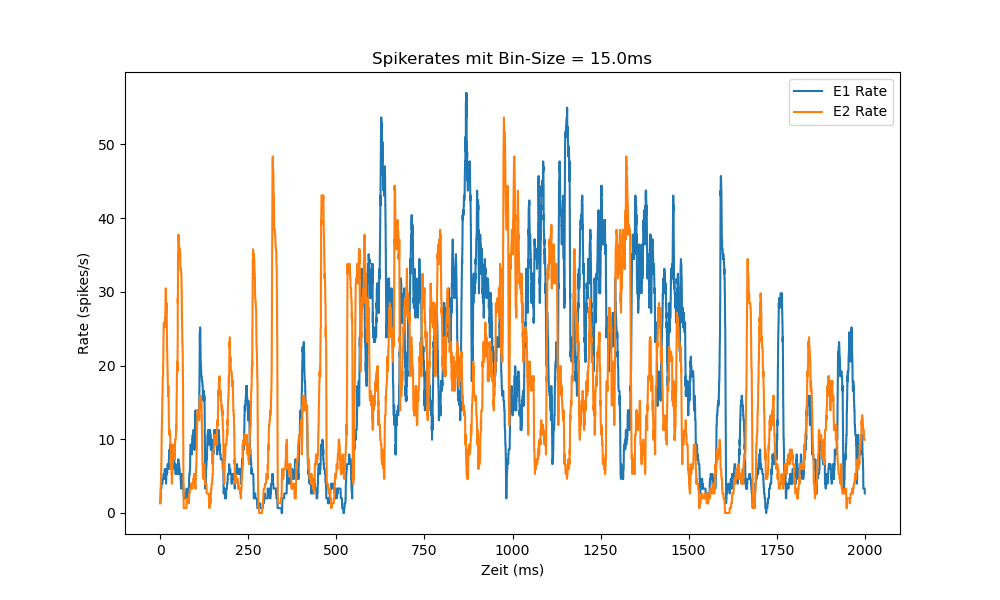 Spikerates mit Bin-Size = 15.0ms
E1 Rate
E2 Rate
Rate (spikes/s)
50
40
30
20
10
0
0 250 500 750 1000 1250 1500 1750 2000
Zeit (ms)